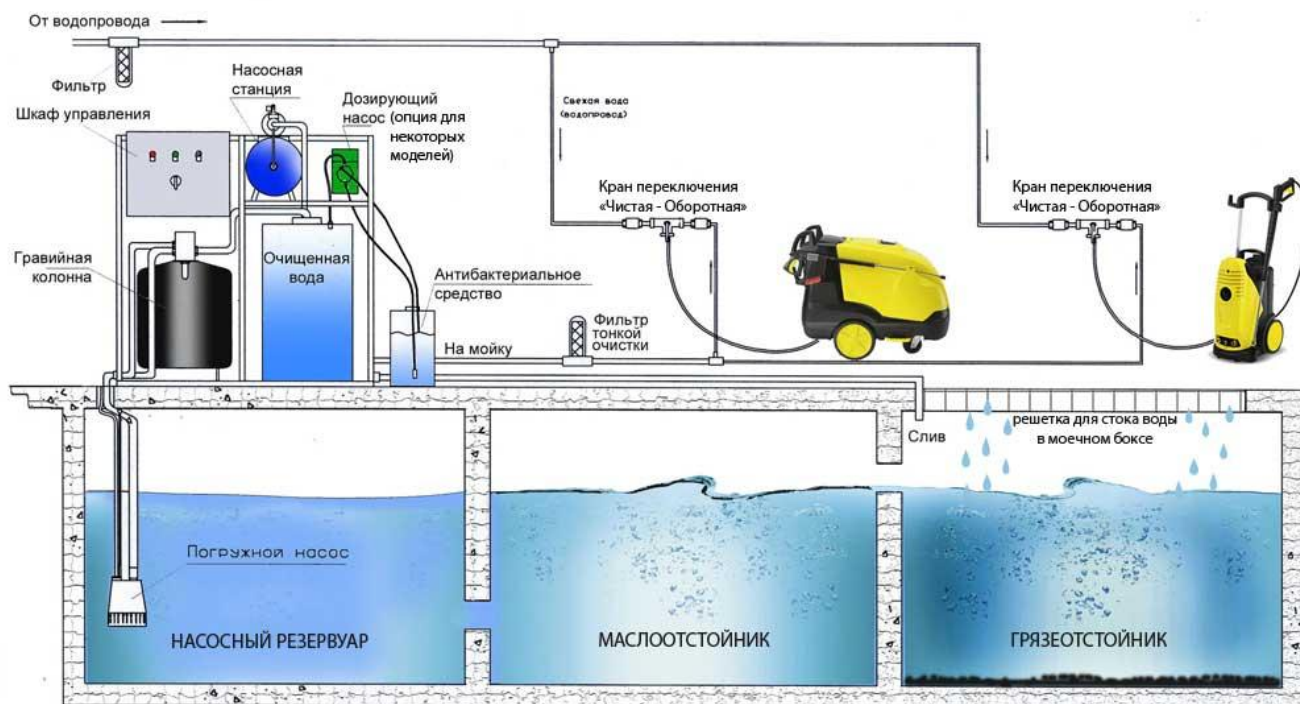 От водопровода
Фильтр
Шкаф управления
Насосная
станция
Дозирующий
насос (опция для
некоторых
моделей)
Свежая вода
(водопровод)
Кран переключения
«Чистая - Оборотная»
Кран переключения
«Чистая - Оборотная»
Гравийная
колонна
Очищенная
вода
Антибактериальное
средство
На мойку
Фильтр
тонкой
очистки
Слив
решетка для стока воды
в моечном боксе
Погружной насос
НАСОСНЫЙ РЕЗЕРВУАР
МАСЛООТСТОЙНИК
ГРЯЗЕОТСТОЙНИК